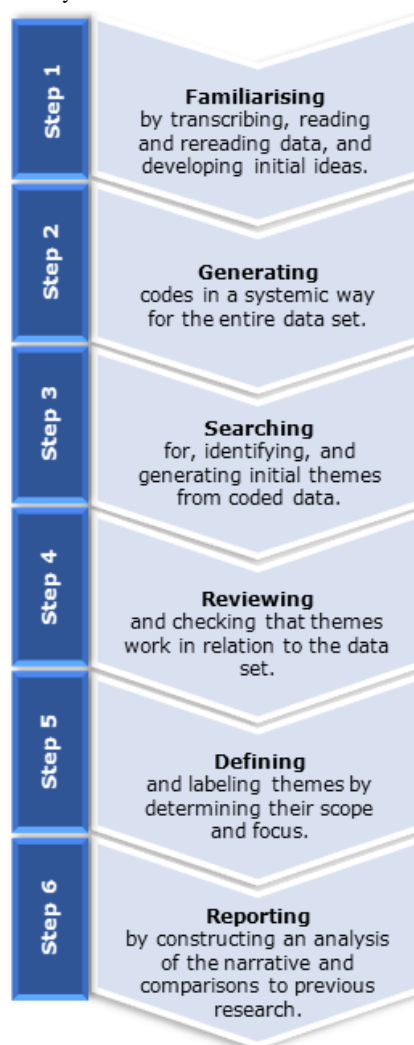 Step 1
Familiarising
by transcribing, reading
and rereading data, and
developing initial ideas.
Step 2
Generating
codes in a systemic way
for the entire data set.
Step 3
Searching
for, identifying, and
generating initial themes
from coded data.
Step 4
Reviewing
and checking that themes
work in relation to the data
set.
Step 5
Defining
and labeling themes by
determining their scope
and focus.
Step 6
Reporting
by constructing an analysis
of the narrative and
comparisons to previous
research.